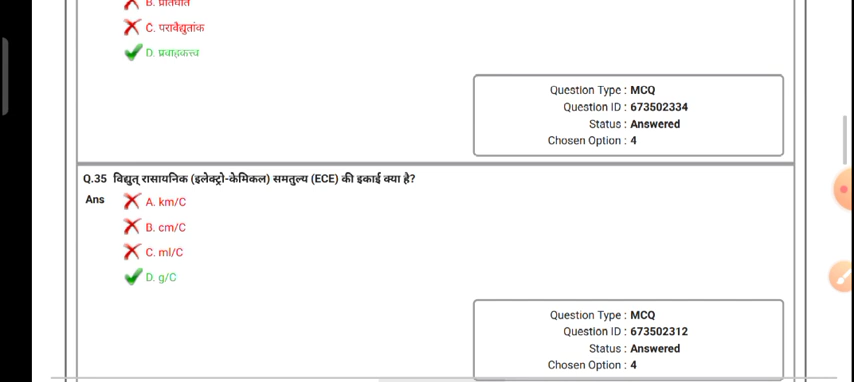 B. प्रतिघात
C. परावैद्युतांक
D. प्रवाहकत्त्व
Question Type : MCQ
Question ID : 673502334
Status : Answered
Chosen Option : 4
Q.35 विद्युत् रासायनिक (इलेक्ट्रो-केमिकल) समतुल्य (ECE) की इकाई क्या है?
Ans
A. km/C
B. cm/C
C. ml/C
D. g/C
Question Type : MCQ
Question ID : 673502312
Status : Answered
Chosen Option : 4